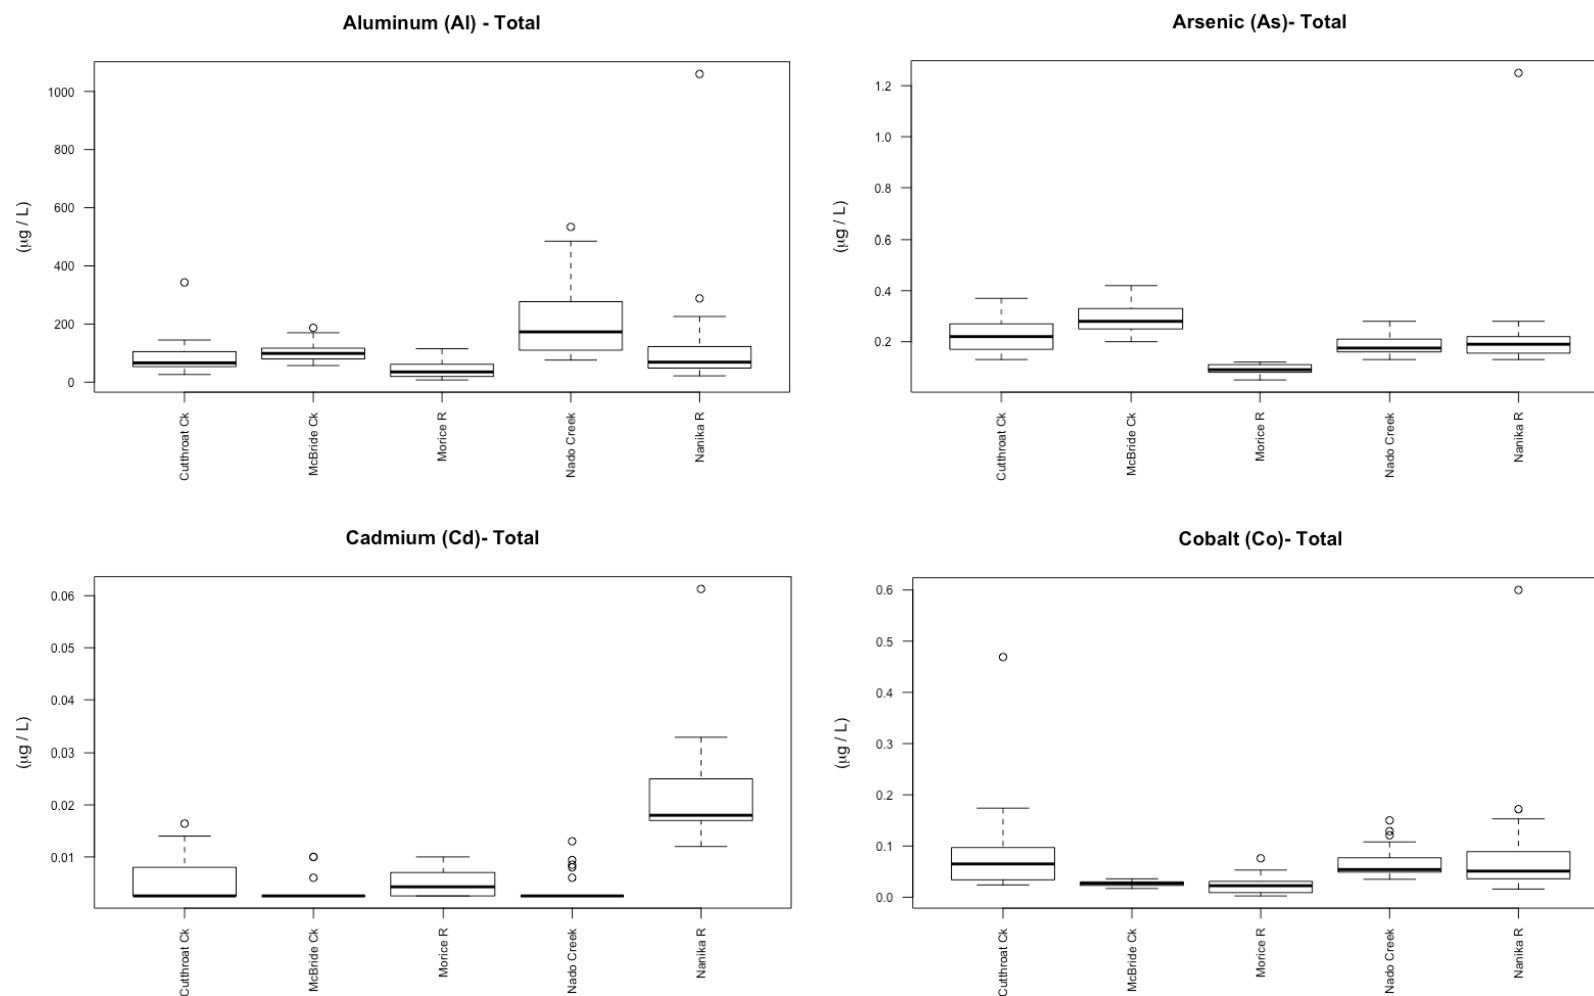 Aluminum (Al) - Total
(µg / L)
1000
800
600
400
200
0
Cutthroat Ck
McBride Ck
Morice R
Nado Creek
Nanika R
Arsenic (As)- Total
(µg / L)
1.2
1.0
0.8
0.6
0.4
0.2
Cutthroat Ck
McBride Ck
Morice R
Nado Creek
Nanika R
Cadmium (Cd)- Total
(µg / L)
0.06
0.05
0.04
0.03
0.02
0.01
Cutthroat Ck
McBride Ck
Morice R
Nado Creek
Nanika R
Cobalt (Co)- Total
(µg / L)
0.6
0.5
0.4
0.3
0.2
0.1
0.0
Cutthroat Ck
McBride Ck
Morice R
Nado Creek
Nanika R